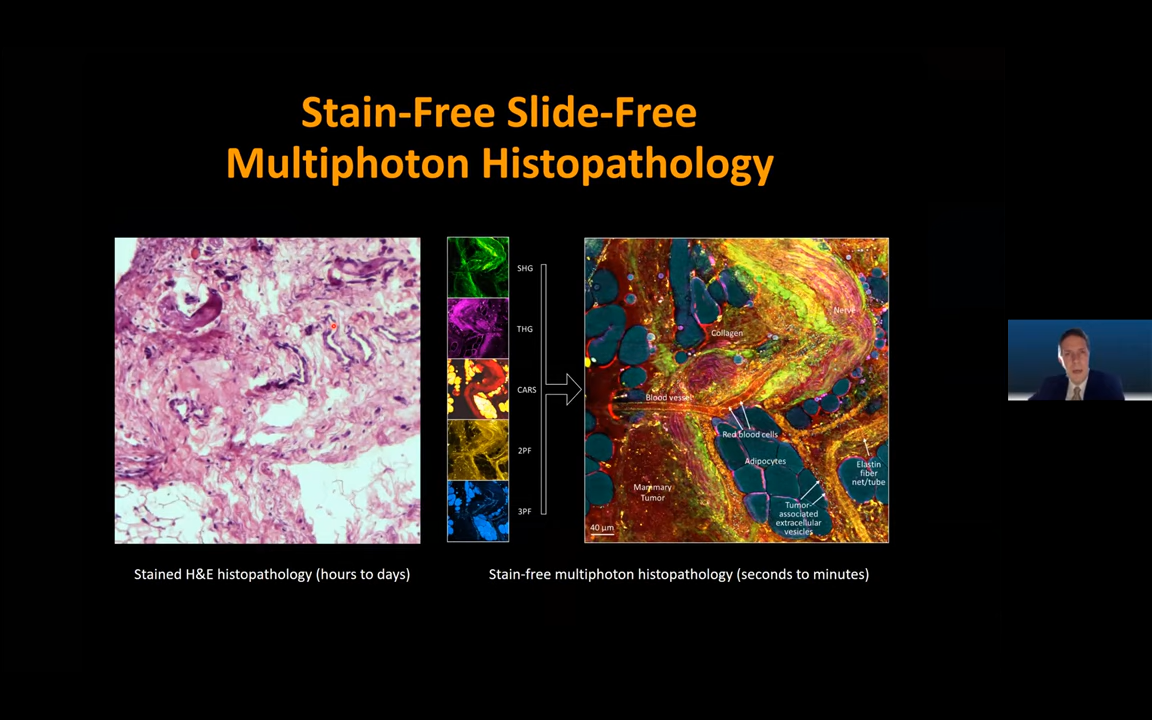 Stain-Free Slide-Free
Multiphoton Histopathology
SHG
THG
CARS
2PF
3PF
Nerve
Collagen
Blood vessel
Red blood cells
Adipocytes
Elastin
fiber
net/tube
Mammary
Tumor
Tumor-
associated
extracellular
vesicles
40 µm
Stained H&E histopathology (hours to days)
Stain-free multiphoton histopathology (seconds to minutes)